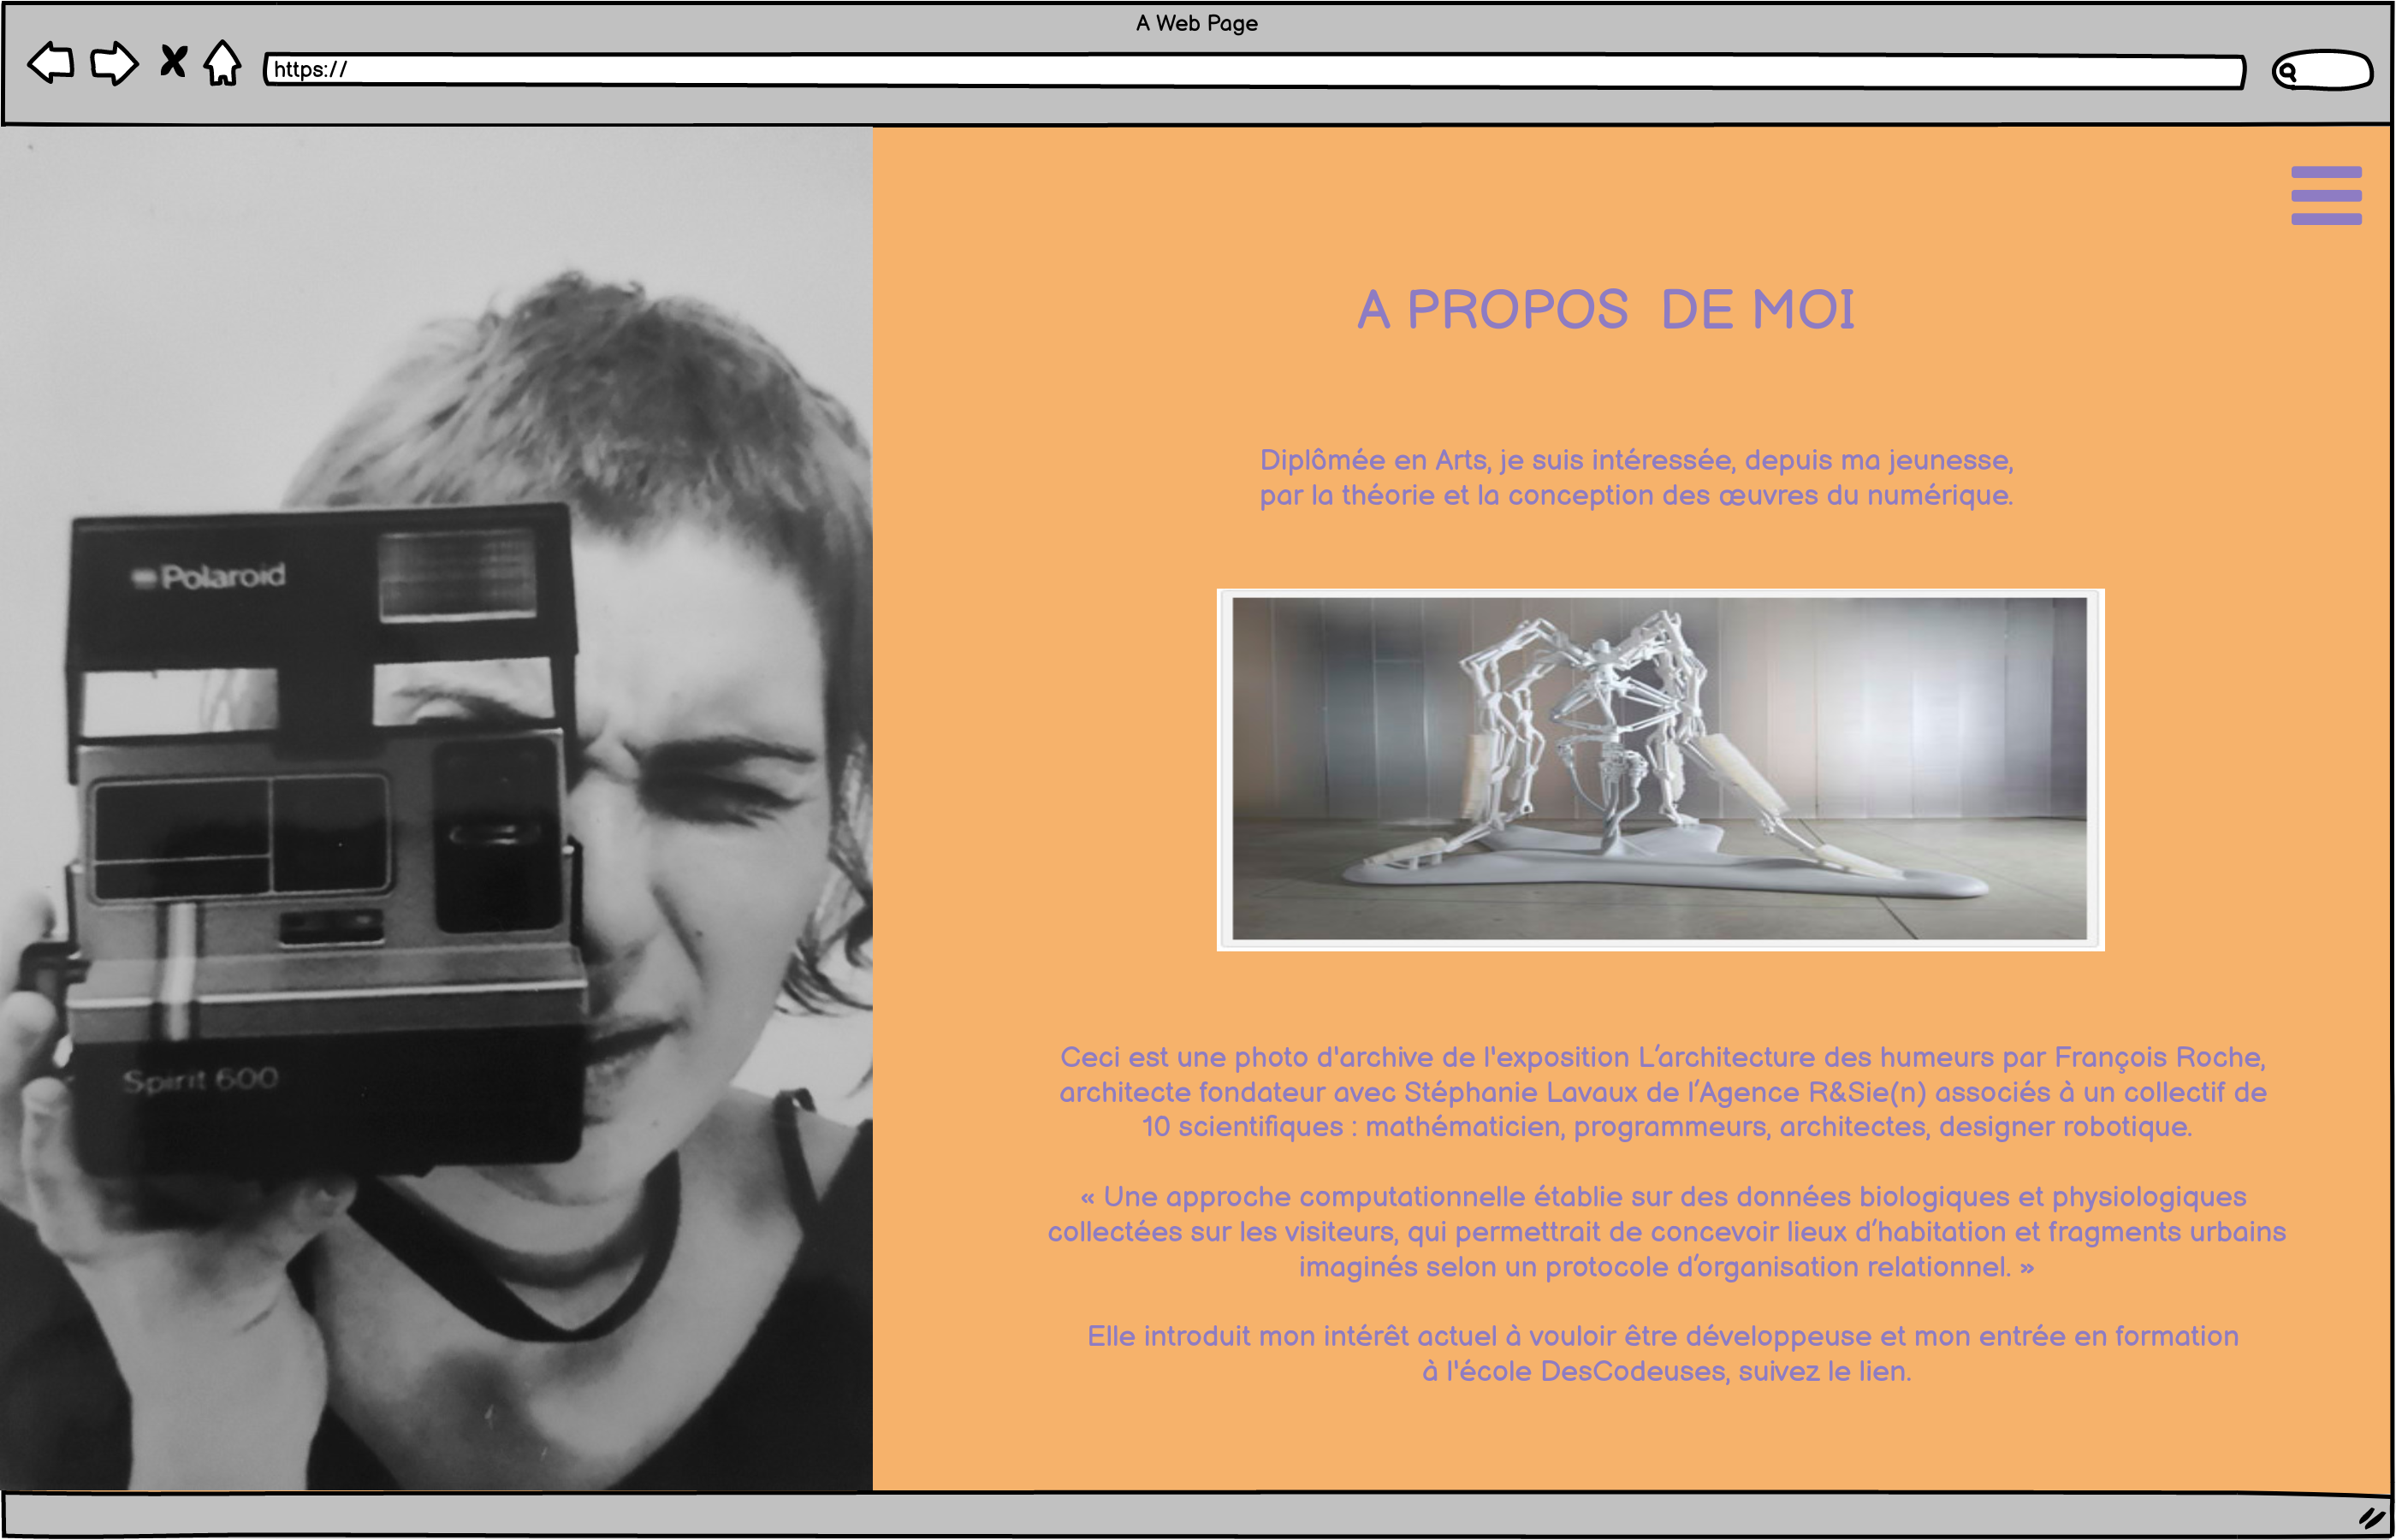 A Web Page
https://
Polaroid
Spirit 600
A PROPOS  DE MOI
Diplômée en Arts, je suis intéressée, depuis ma jeunesse,
par la théorie et la conception des œuvres du numérique.
Ceci est une photo d'archive de l'exposition L’architecture des humeurs par François Roche,
architecte fondateur avec Stéphanie Lavaux de l’Agence R&Sie(n) associés à un collectif de
10 scientifiques : mathématicien, programmeurs, architectes, designer robotique.
« Une approche computationnelle établie sur des données biologiques et physiologiques
collectées sur les visiteurs, qui permettrait de concevoir lieux d’habitation et fragments urbains
imaginés selon un protocole d’organisation relationnel. »
Elle introduit mon intérêt actuel à vouloir être développeuse et mon entrée en formation
à l'école DesCodeuses, suivez le lien.